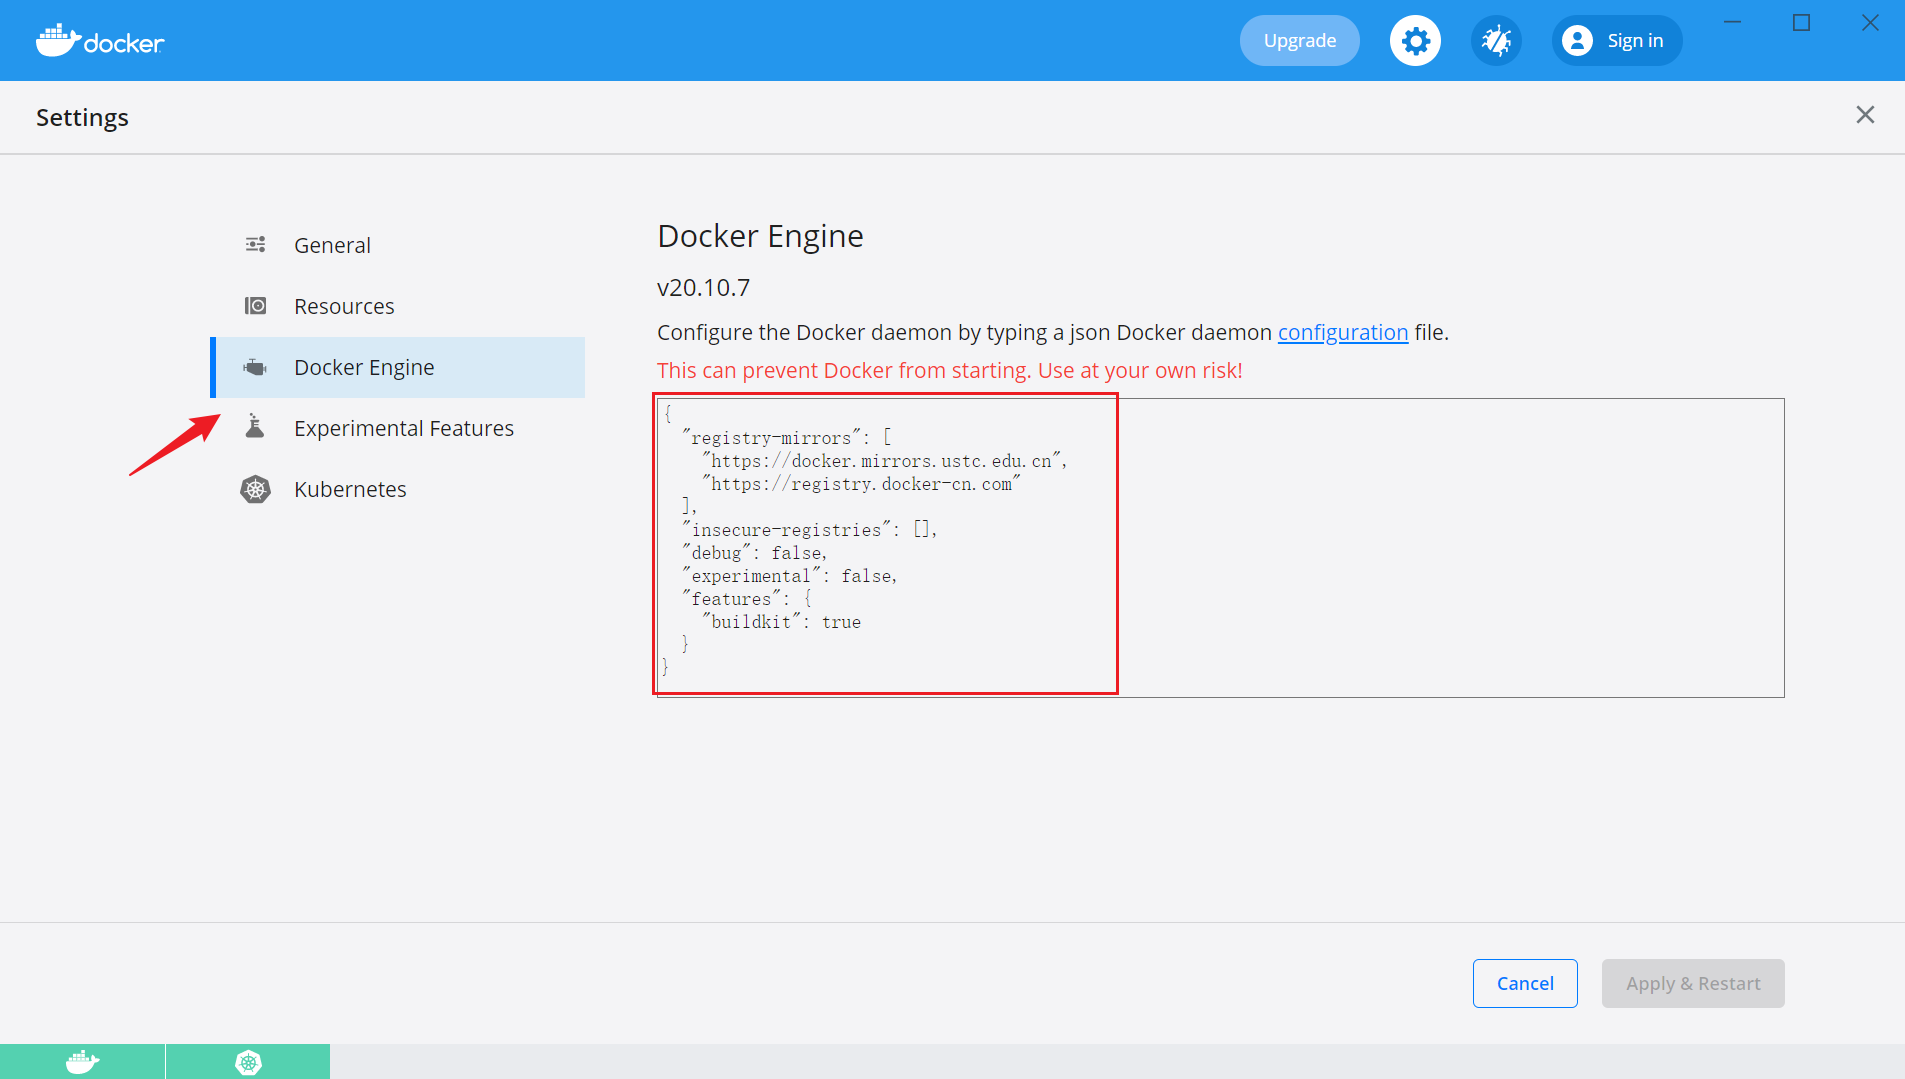 docker
Upgrade
Sign in
Settings
General
Resources
Docker Engine
Experimental Features
Kubernetes
Docker Engine
v20.10.7
Configure the Docker daemon by typing a json Docker daemon configuration file.
This can prevent Docker from starting. Use at your own risk!
{
  "registry-mirrors": [
    "https://docker.mirrors.ustc.edu.cn",
    "https://registry.docker-cn.com"
  ],
  "insecure-registries": [],
  "debug": false,
  "experimental": false,
  "features": {
    "buildkit": true
  }
}
Cancel
Apply & Restart